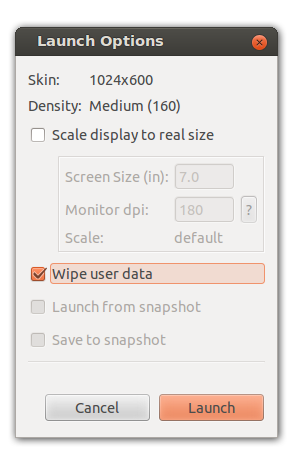 Launch Options
Skin: 1024x600
Density: Medium (160)
Scale display to real size
Screen Size (in): 7.0
Monitor dpi: 180 ?
Scale: default
Wipe user data
Launch from snapshot
Save to snapshot
Cancel Launch